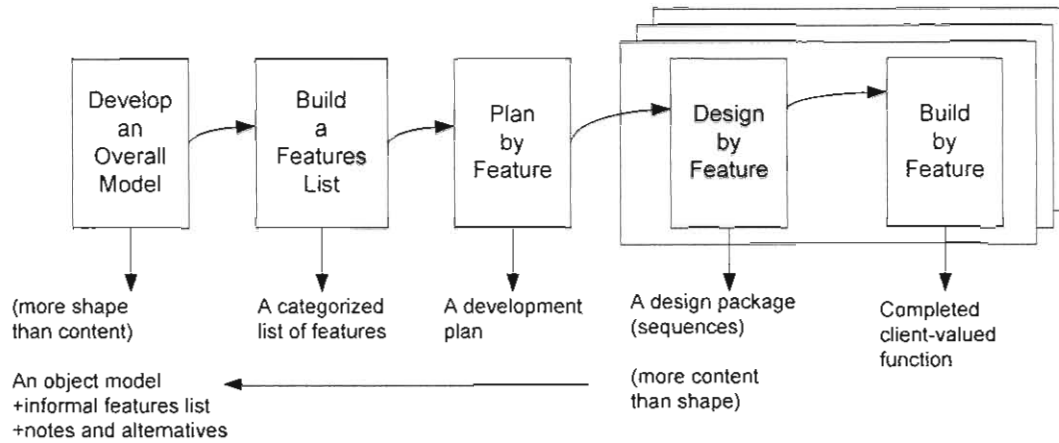 Develop
an
Overall
Model
Build
a
Features
List
Plan
by
Feature
Design
by
Feature
Build
by
Feature
(more shape
than content)
A categorized
list of features
A development
plan
A design package
(sequences)
Completed
client-valued
function
An object model
+informal features list
+notes and alternatives
(more content
than shape)